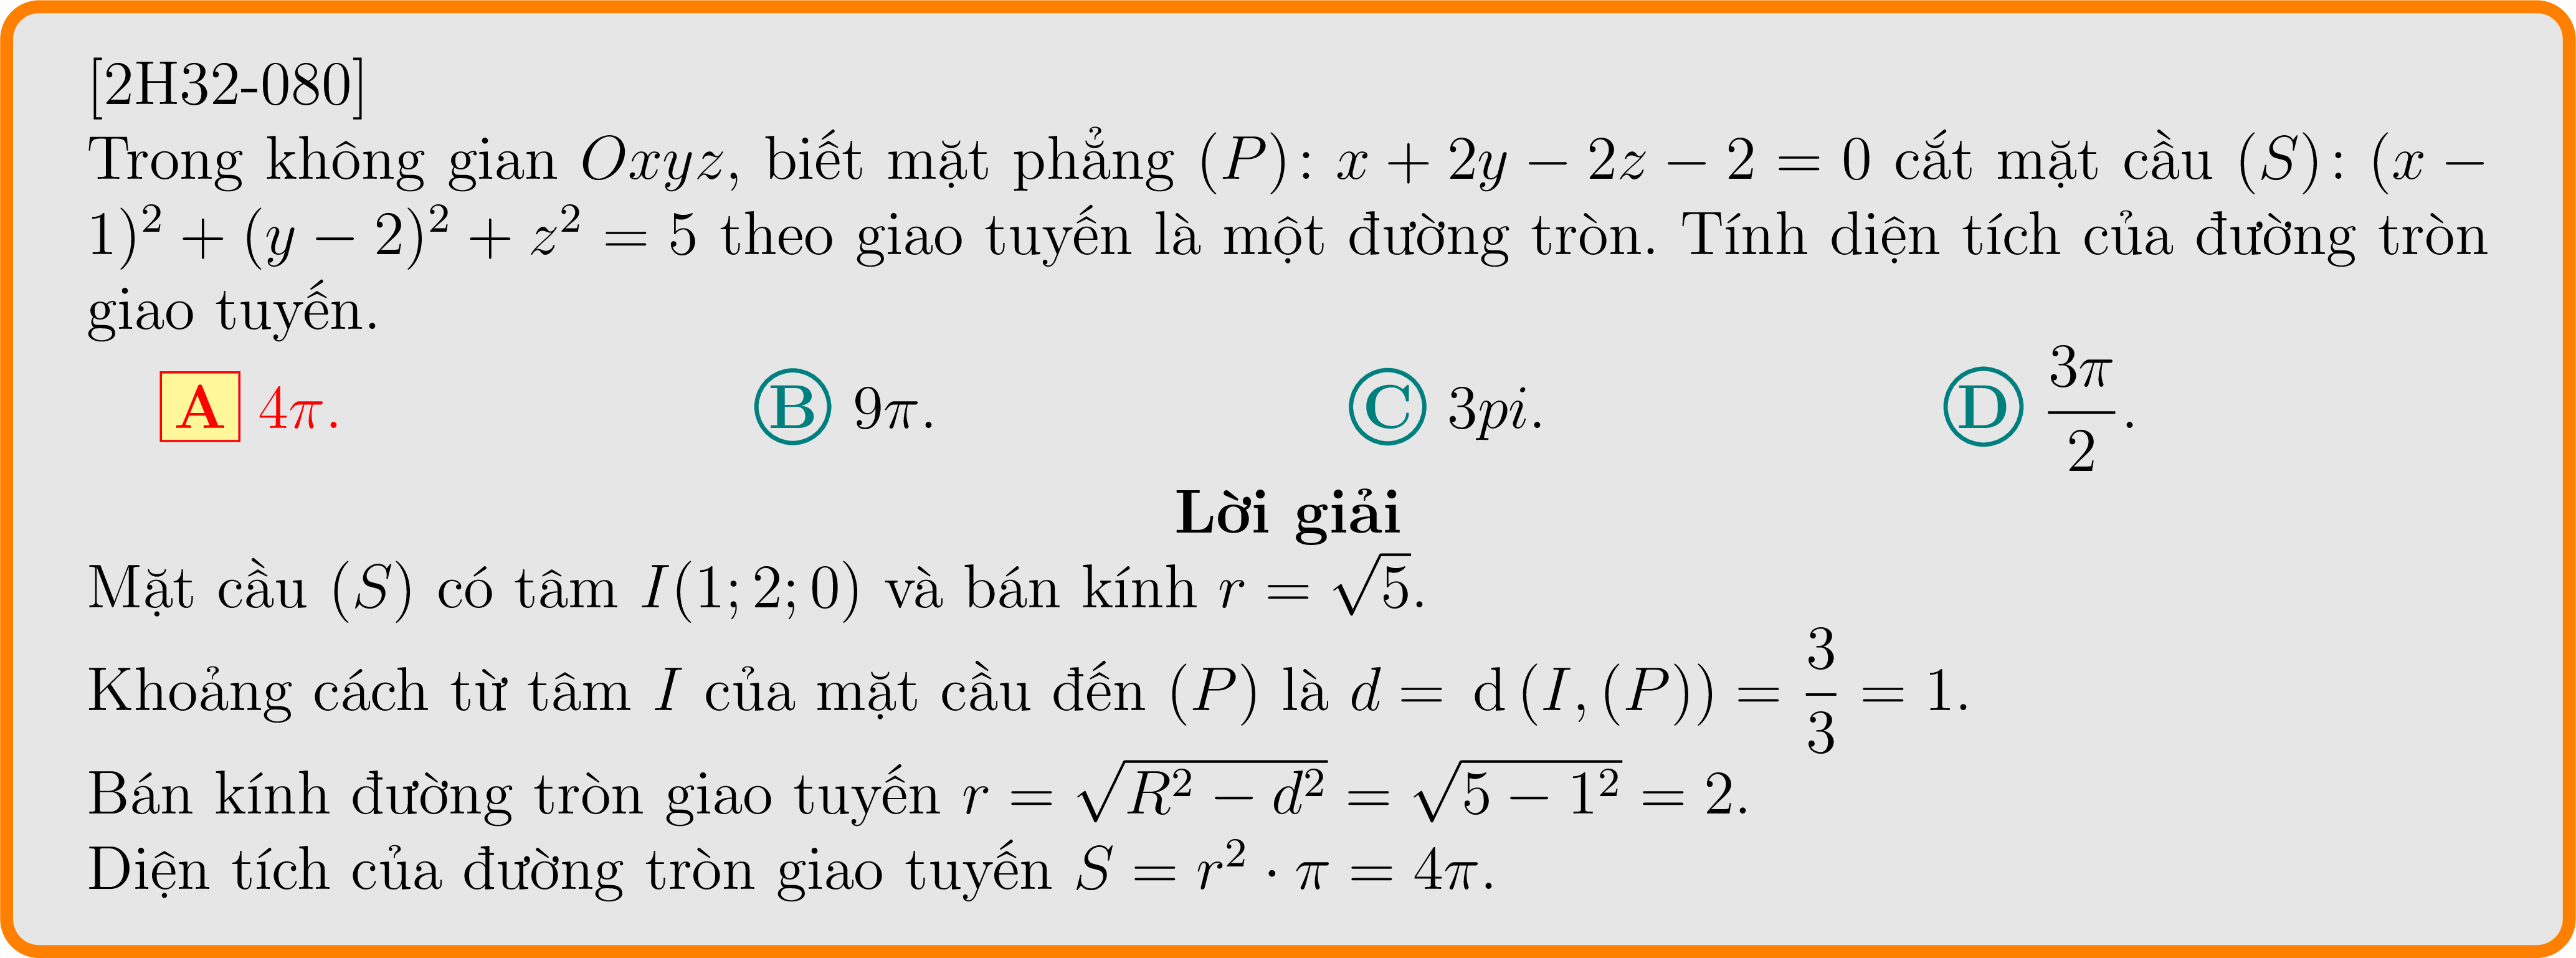 [2H32-080]
Trong không gian $Oxyz$, biết mặt phẳng $(P)\colon x + 2y - 2z - 2 = 0$ cắt mặt cầu $(S)\colon (x -$
$1)^2 + (y - 2)^2 + z^2 = 5$ theo giao tuyến là một đường tròn. Tính diện tích của đường tròn
giao tuyến.
A $4\pi$. B $9\pi$. C $3pi$. D $\dfrac{3\pi}{2}$.
Lời giải
Mặt cầu $(S)$ có tâm $I(1; 2; 0)$ và bán kính $r = \sqrt{5}$.
Khoảng cách từ tâm $I$ của mặt cầu đến $(P)$ là $d = \mathrm{d}(I, (P)) = \dfrac{3}{3} = 1$.
Bán kính đường tròn giao tuyến $r = \sqrt{R^2 - d^2} = \sqrt{5 - 1^2} = 2$.
Diện tích của đường tròn giao tuyến $S = r^2 \cdot \pi = 4\pi$.